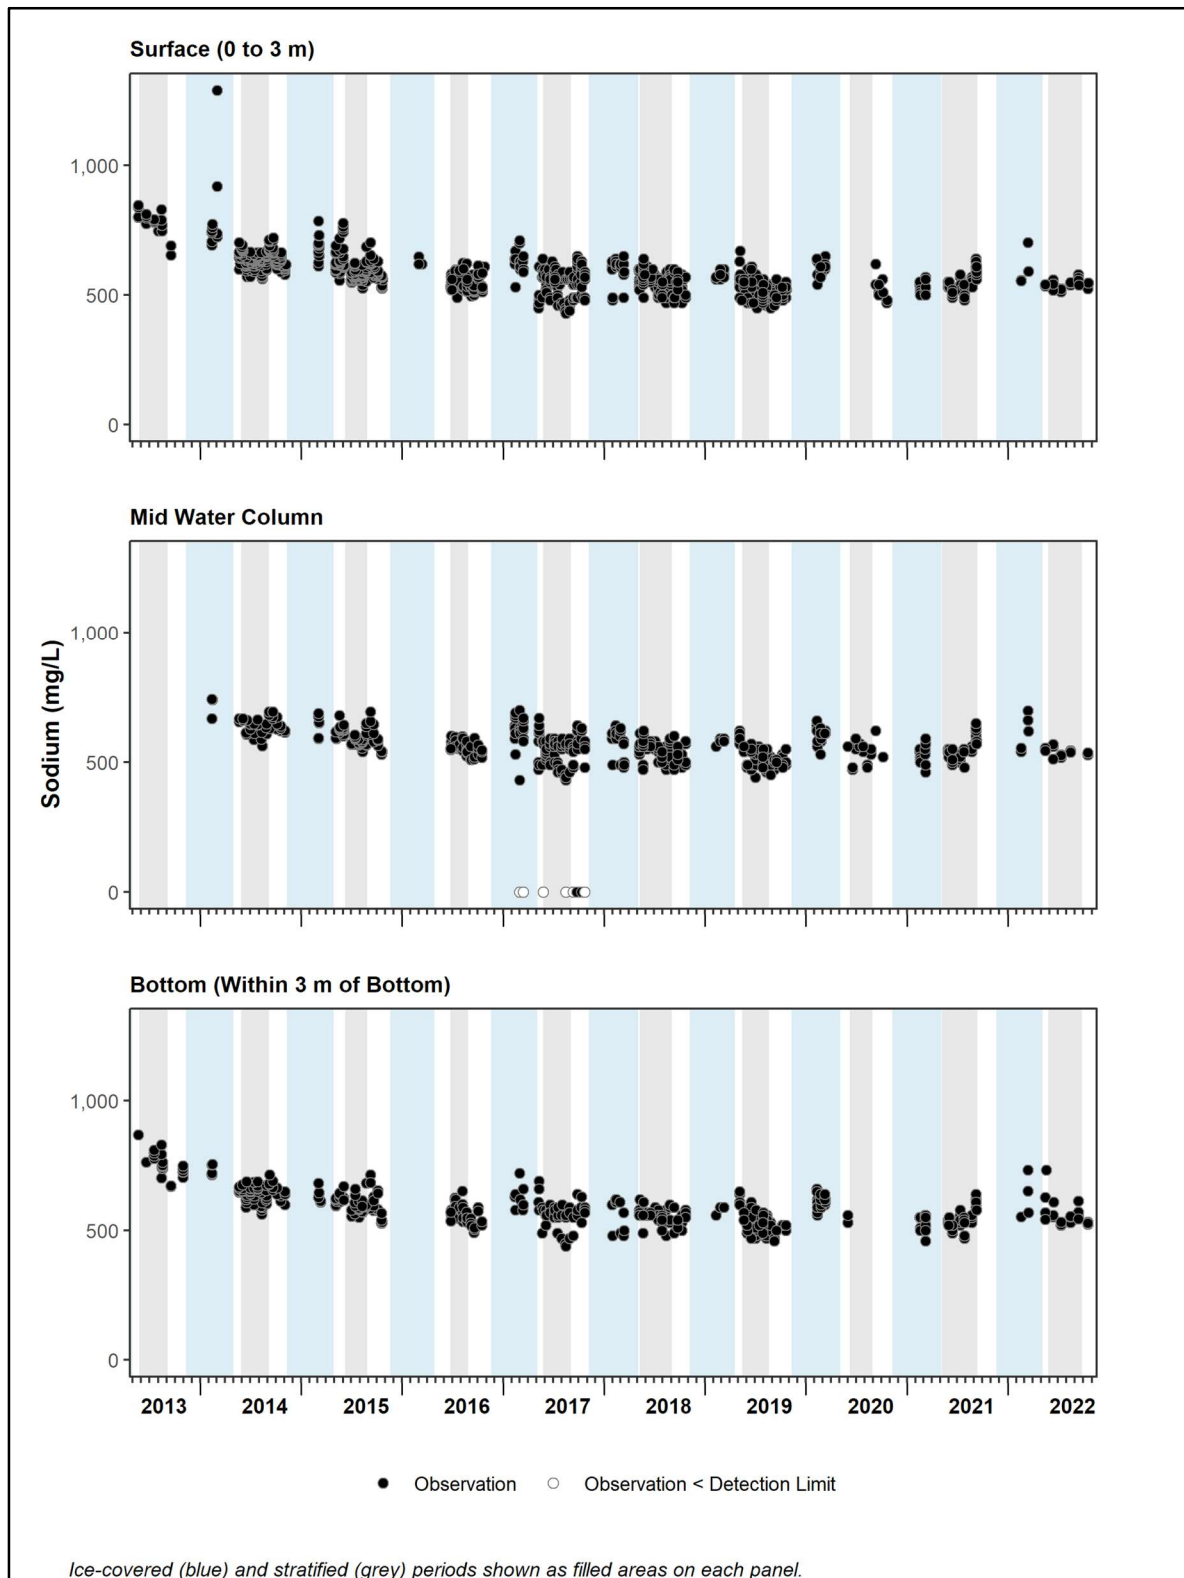 Surface (0 to 3 m)
1,000
500
0
Mid Water Column
1,000
500
0
Sodium (mg/L)
Bottom (Within 3 m of Bottom)
1,000
500
0
2013 2014 2015 2016 2017 2018 2019 2020 2021 2022
Observation Observation < Detection Limit
Ice-covered (blue) and stratified (grey) periods shown as filled areas on each panel.